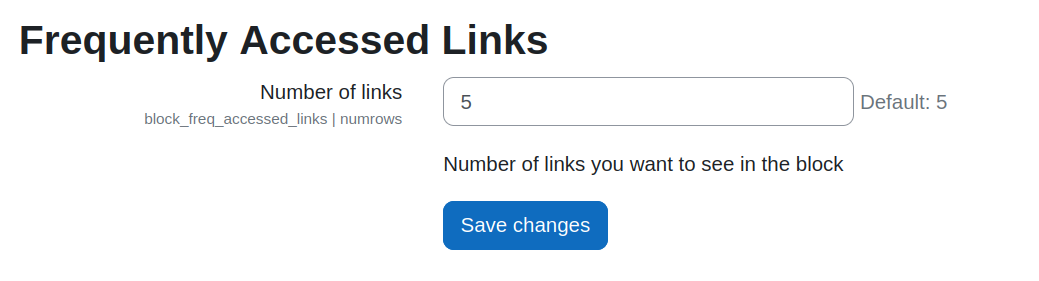 Frequently Accessed Links
Number of links
5
Default: 5
block_freq_accessed_links | numrows
Number of links you want to see in the block
Save changes